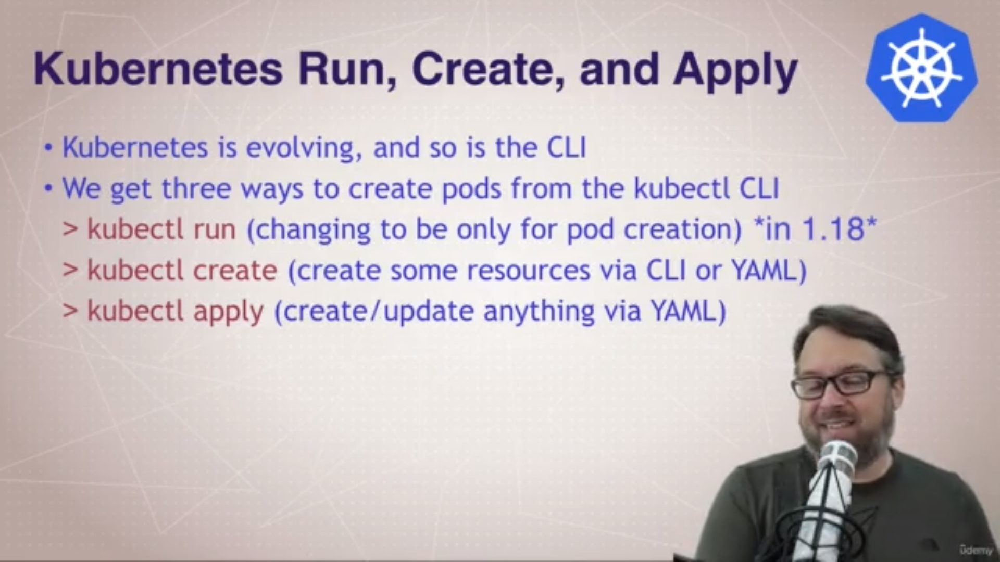 Kubernetes Run, Create, and Apply
• Kubernetes is evolving, and so is the CLI
• We get three ways to create pods from the kubectl CLI
> kubectl run (changing to be only for pod creation) *in 1.18*
> kubectl create (create some resources via CLI or YAML)
> kubectl apply (create/update anything via YAML)
ûdemy